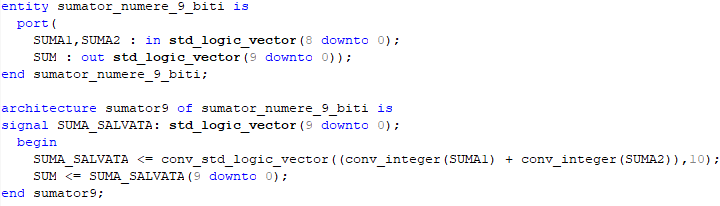 entity sumator_numere_9_biti is
port(
SUMA1,SUMA2 : in std_logic_vector(8 downto 0);
SUM : out std_logic_vector(9 downto 0));
end sumator_numere_9_biti;
architecture sumator9 of sumator_numere_9_biti is
signal SUMA_SALVATA: std_logic_vector(9 downto 0);
begin
SUMA_SALVATA <= conv_std_logic_vector((conv_integer(SUMA1) + conv_integer(SUMA2)),10);
SUM <= SUMA_SALVATA(9 downto 0);
end sumator9;